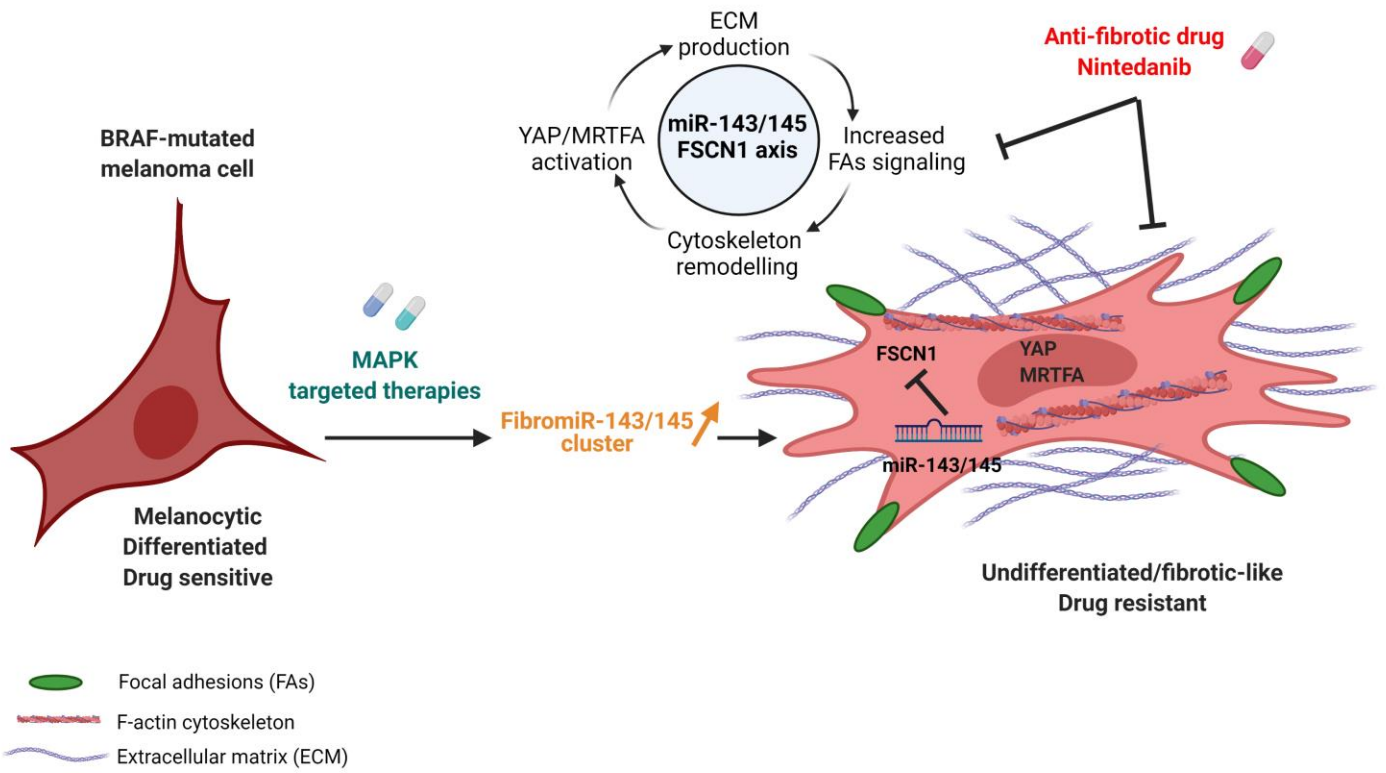 ECM
production
miR-143/145
FSCN1 axis
YAP/MRTFA
activation
Increased
FAs signaling
Cytoskeleton
remodelling
Anti-fibrotic drug
Nintedanib
BRAF-mutated
melanoma cell
MAPK
targeted therapies
FibromiR-143/145
cluster
Melanocytic
Differentiated
Drug sensitive
FSCN1
YAP
MRTFA
miR-143/145
Undifferentiated/fibrotic-like
Drug resistant
Focal adhesions (FAs)
F-actin cytoskeleton
Extracellular matrix (ECM)